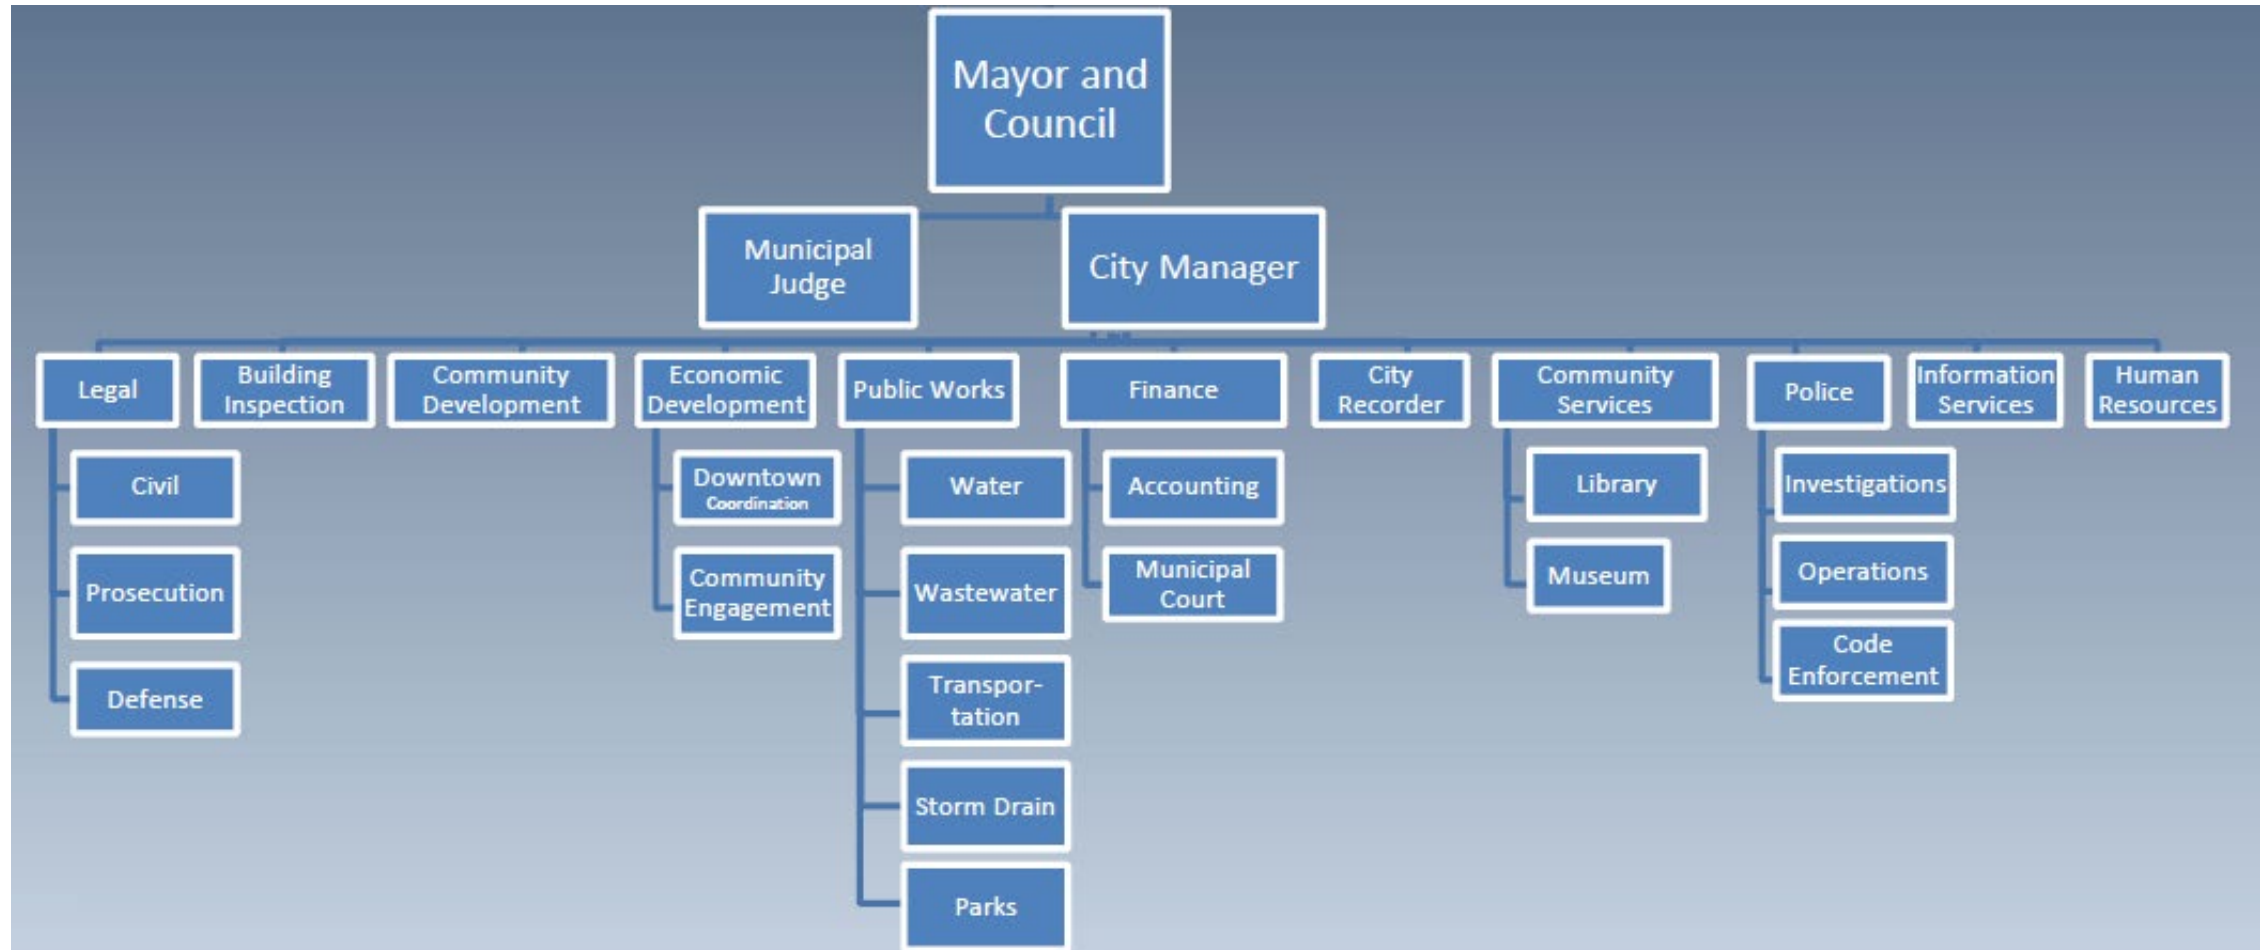 Mayor and
Council
Municipal
Judge
City Manager
Legal
Building
Inspection
Community
Development
Economic
Development
Public Works
Finance
City
Recorder
Community
Services
Police
Information
Services
Human
Resources
Civil
Prosecution
Defense
Downtown
Coordination
Community
Engagement
Water
Wastewater
Transpor-
tation
Storm Drain
Parks
Accounting
Municipal
Court
Library
Museum
Investigations
Operations
Code
Enforcement